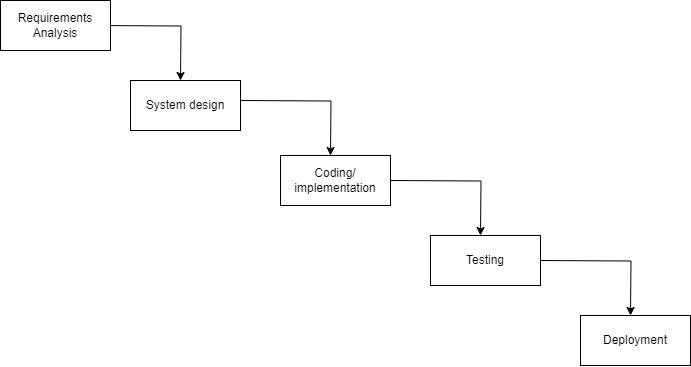 Requirements
Analysis
System design
Coding/
implementation
Testing
Deployment